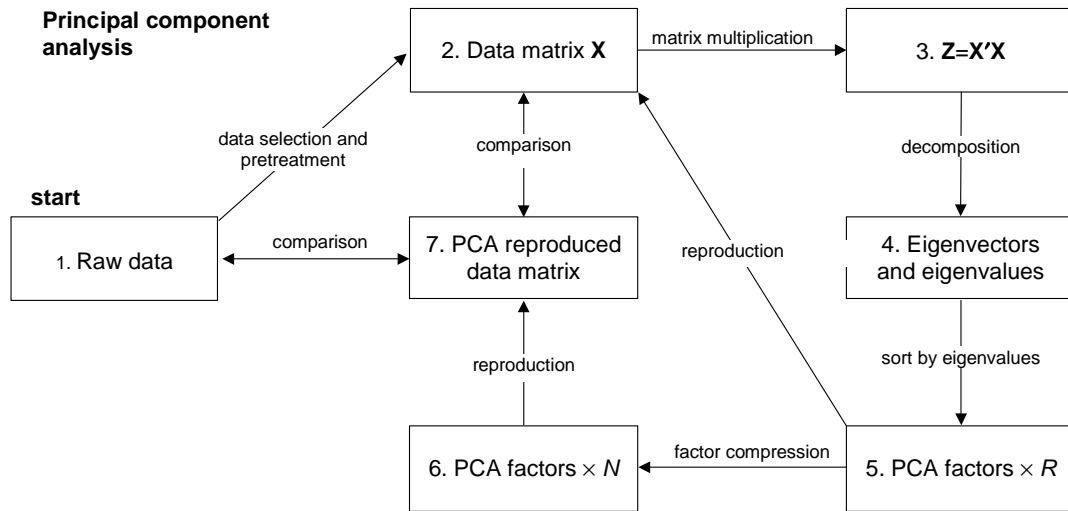 Principal component
analysis
2. Data matrix X
matrix multiplication
3. Z=X′X
data selection and
pretreatment
comparison
decomposition
start
1. Raw data
comparison
7. PCA reproduced
data matrix
reproduction
4. Eigenvectors
and eigenvalues
reproduction
sort by eigenvalues
6. PCA factors × N
factor compression
5. PCA factors × R